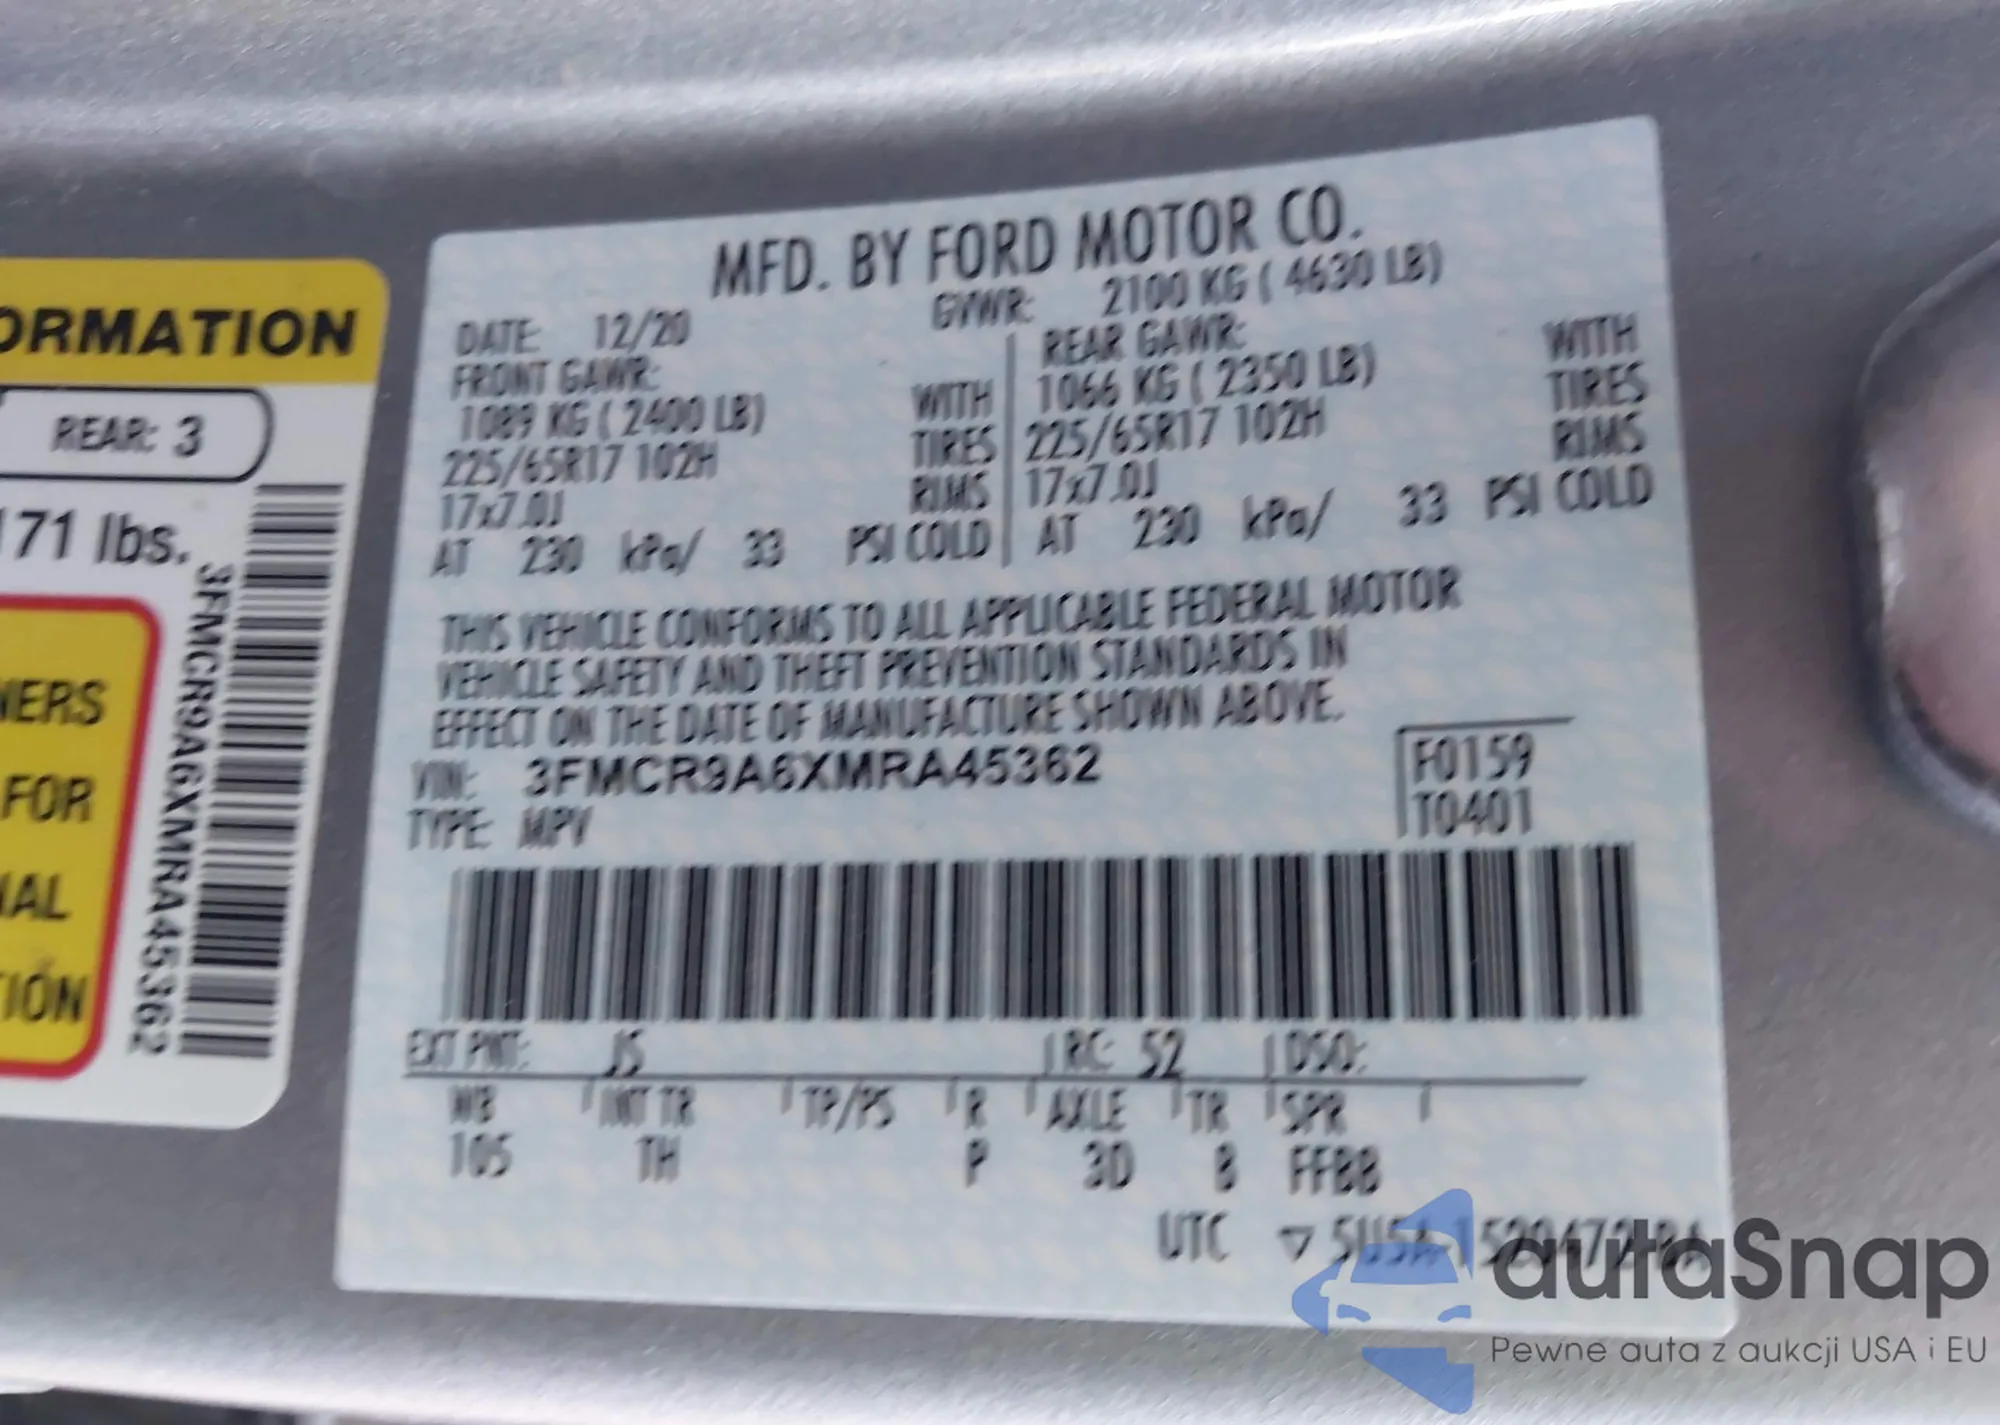 ORMATION
REAR: 3
171 lbs.
NERS
FOR
NAL
3FMCR9A6XMRA45362
MFD. BY FORD MOTOR CO.
DATE: 12/20 GVWR: 2100 KG ( 4630 LB)
FRONT GAWR:
1089 KG ( 2400 LB) WITH
225/65R17 102H TIRES
17x7.0J RIMS
AT 230 kPa/ 33 PSI COLD
REAR GAWR: WITH
1066 KG ( 2350 LB) TIRES
225/65R17 102H RIMS
17x7.0J
AT 230 kPa/ 33 PSI COLD
THIS VEHICLE CONFORMS TO ALL APPLICABLE FEDERAL MOTOR
VEHICLE SAFETY AND THEFT PREVENTION STANDARDS IN
EFFECT ON THE DATE OF MANUFACTURE SHOWN ABOVE.
VIN: 3FMCR9A6XMRA45362
TYPE: MPV
F0159
T0401
EXT PNT: JS RC: 52 DSO:
WB INT TR TP/PS R AXLE TR SPR
105 TH P 3D 8 FFBB
UTC
autaSnap
Pewne auta z aukcji USA i EU